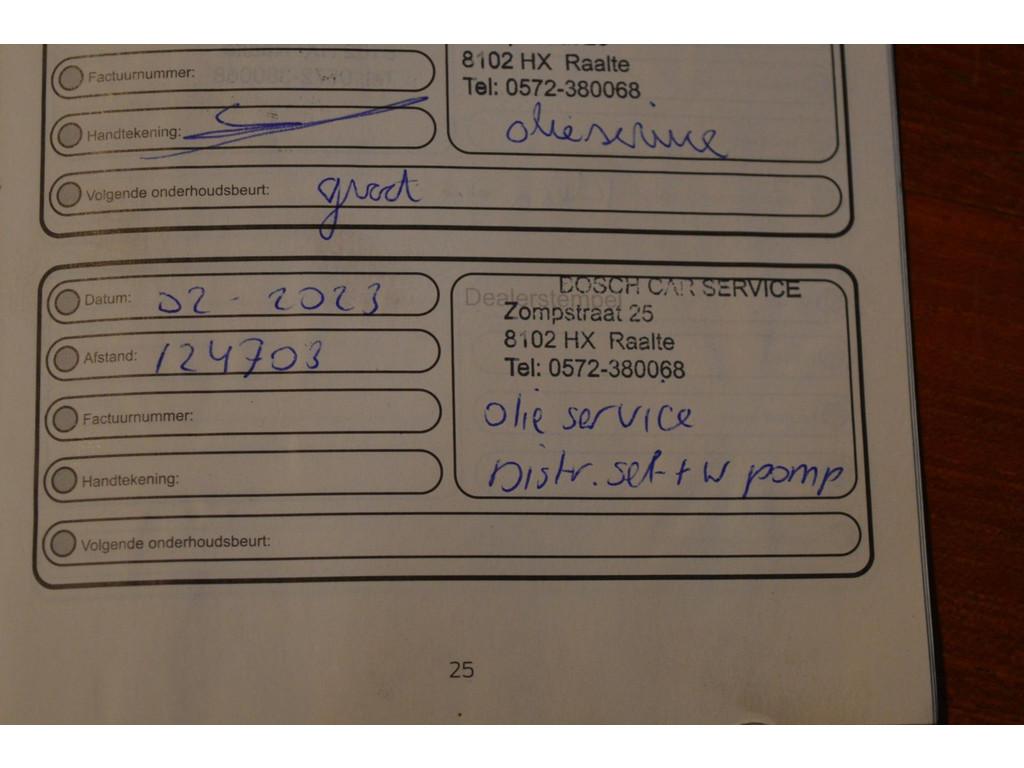 Factuurnummer:
8102 HX Raalte
Tel: 0572-380068
Handtekening:
olieservice
Volgende onderhoudsbeurt: groot
Datum: 02 - 2023
Dealerstempel
BOSCH CAR SERVICE
Zompstraat 25
8102 HX Raalte
Tel: 0572-380068
Afstand: 124703
Factuurnummer:
olie service
Handtekening:
Distr. set + w pomp
Volgende onderhoudsbeurt:
25